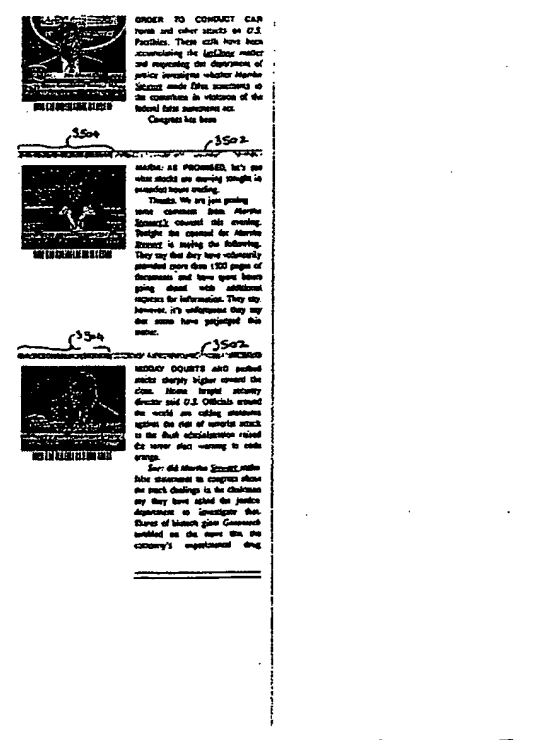 ORDER TO CONDUCT CAR
bomb and other attacks on U.S.
Facilities. These calls have been
accumulating the matter
and requesting the department of
justice investigate whether Martha
Stewart made false statements to
the committee in violation of the
federal false statements act.
Congress has been
3504
3502
MARIA: AS PROMISED, let's see
what stocks are moving tonight in
extended hours trading.
Thanks. We are just getting
some comment from Martha
Stewart's counsel this evening.
Tonight the counsel for Martha
Stewart is saying the following.
They say that they have voluntarily
provided more than 1500 pages of
documents and have spent hours
going ahead with additional
requests for information. They say,
however, it's unfortunate they say
that some have prejudged this
matter.
3504
3502
MIDDAY DOUBTS AND pushed
stocks sharply higher toward the
close. Home security
director said U.S. Officials around
the world are taking measures
against the risk of terrorist attack
as the Bush administration raised
the terror alert warning to code
orange.
Sue: did Martha Stewart make
false statement to congress about
the stock dealings in the
say they have asked the justice
department to investigate that.
Shares of biotech giant Genentech
tumbled on the news that the
company's experimental drug